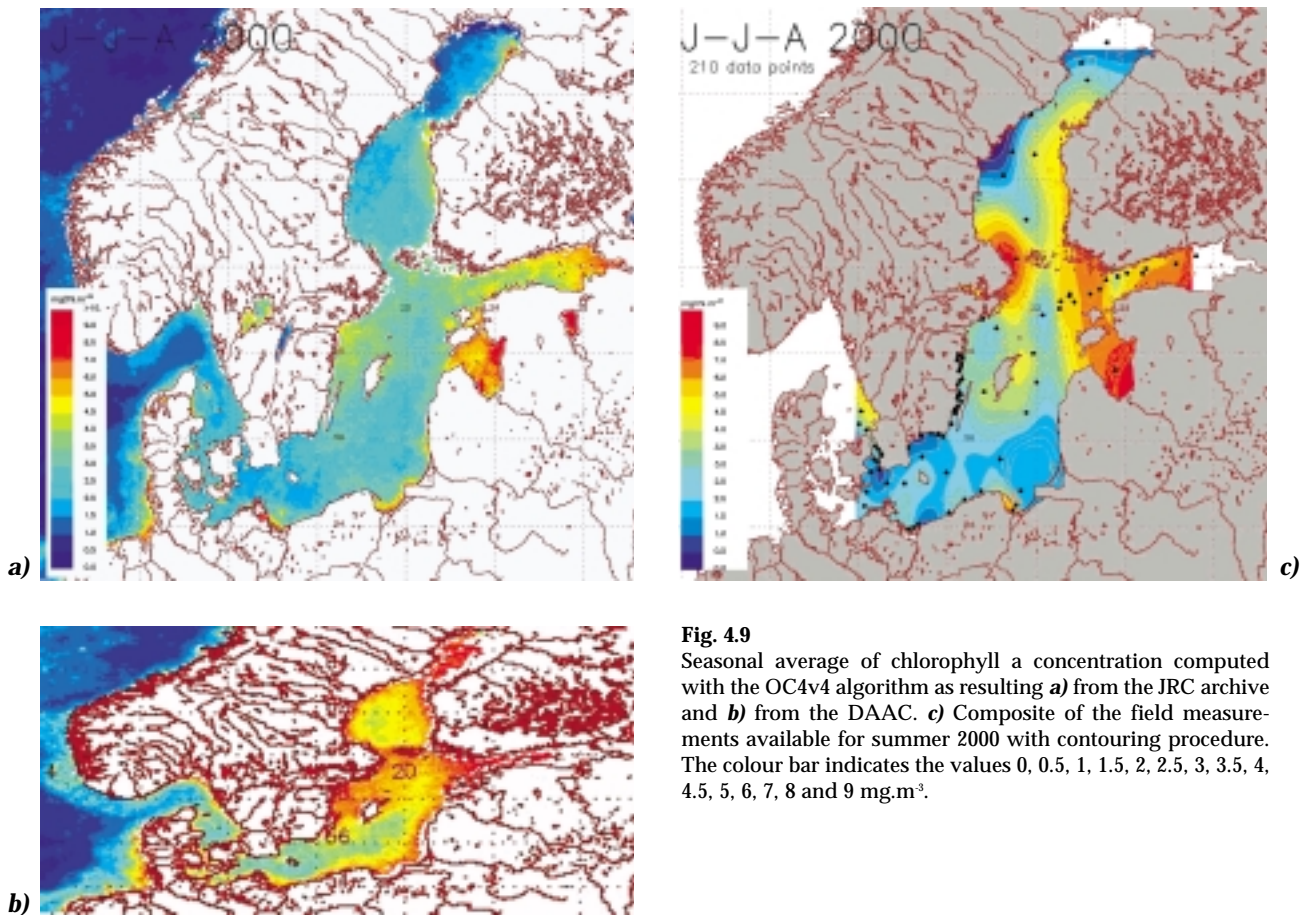 J-J-A 2000
J-J-A 2000
210 data points
a)
c)
20
66
b)
Fig. 4.9
Seasonal average of chlorophyll a concentration computed
with the OC4v4 algorithm as resulting a) from the JRC archive
and b) from the DAAC. c) Composite of the field measure-
ments available for summer 2000 with contouring procedure.
The colour bar indicates the values 0, 0.5, 1, 1.5, 2, 2.5, 3, 3.5, 4,
4.5, 5, 6, 7, 8 and 9 mg.m-3.